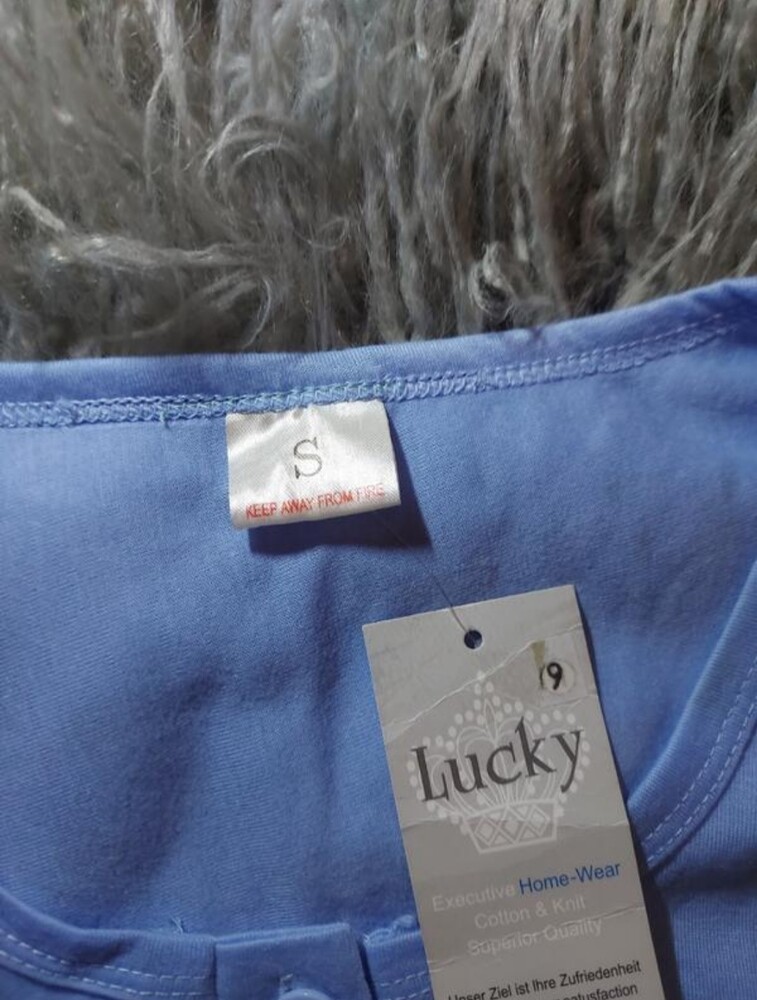 S
KEEP AWAY FROM FIRE
9
Lucky
Executive Home-Wear
Cotton & Knit
Superior Quality
Unser Ziel ist Ihre Zufriedenheit